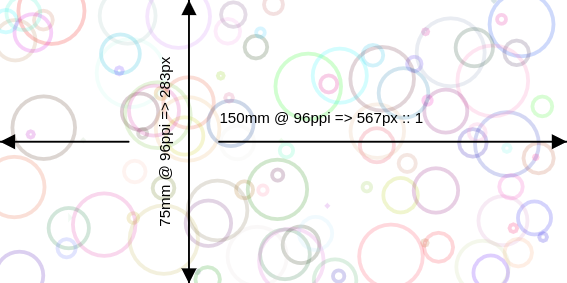 150mm @ 96ppi => 567px :: 1
75mm @ 96ppi => 283px